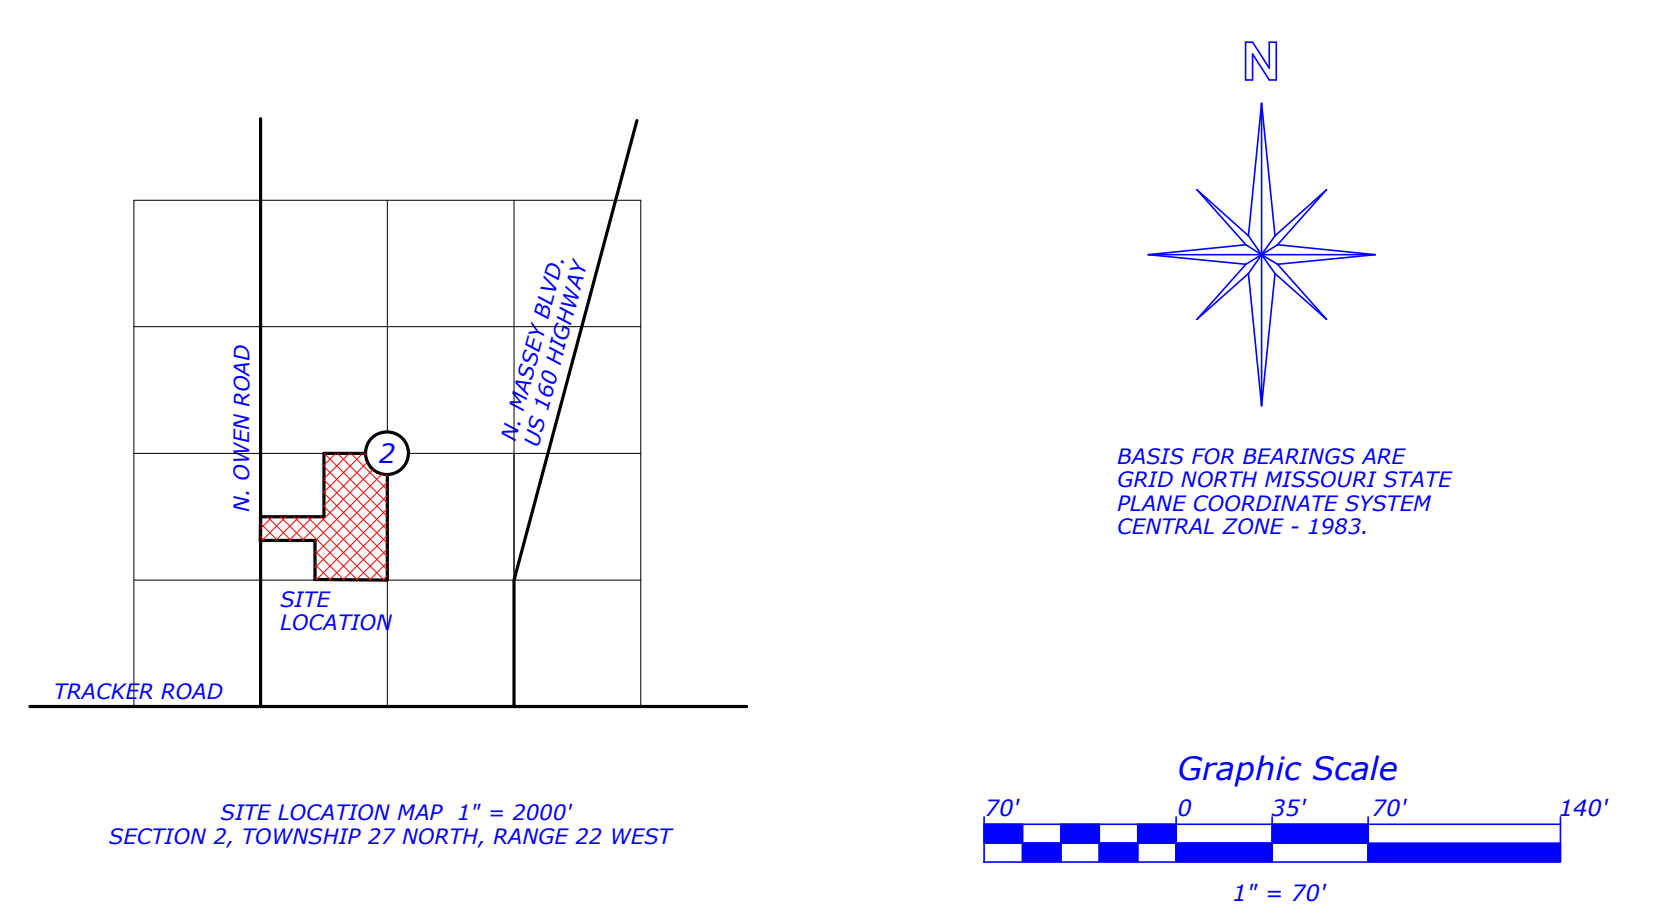 N
N. MASSEY BLVD.
US 160 HIGHWAY
N. OWEN ROAD
2
BASIS FOR BEARINGS ARE
GRID NORTH MISSOURI STATE
PLANE COORDINATE SYSTEM
CENTRAL ZONE - 1983.
SITE
LOCATION
TRACKER ROAD
SITE LOCATION MAP 1" = 2000'
SECTION 2, TOWNSHIP 27 NORTH, RANGE 22 WEST
Graphic Scale
70' 0 35' 70' 140'
1" = 70'